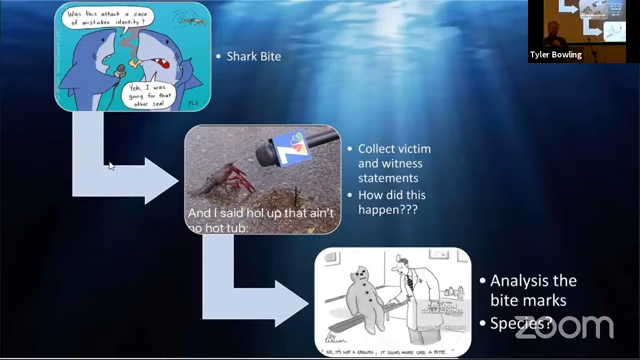 Was this attack a case
of mistaken identity?
Yeh, I was
going for that
other seal
• Shark Bite
Tyler Bowling
• Collect victim
and witness
statements
• How did this
happen???
And I said hol up that ain't
no hot tub:
• Analysis the
bite marks
• Species?
zoom
"NO, IT'S NOT A GROWTH; IT LOOKS MORE LIKE A BITE."